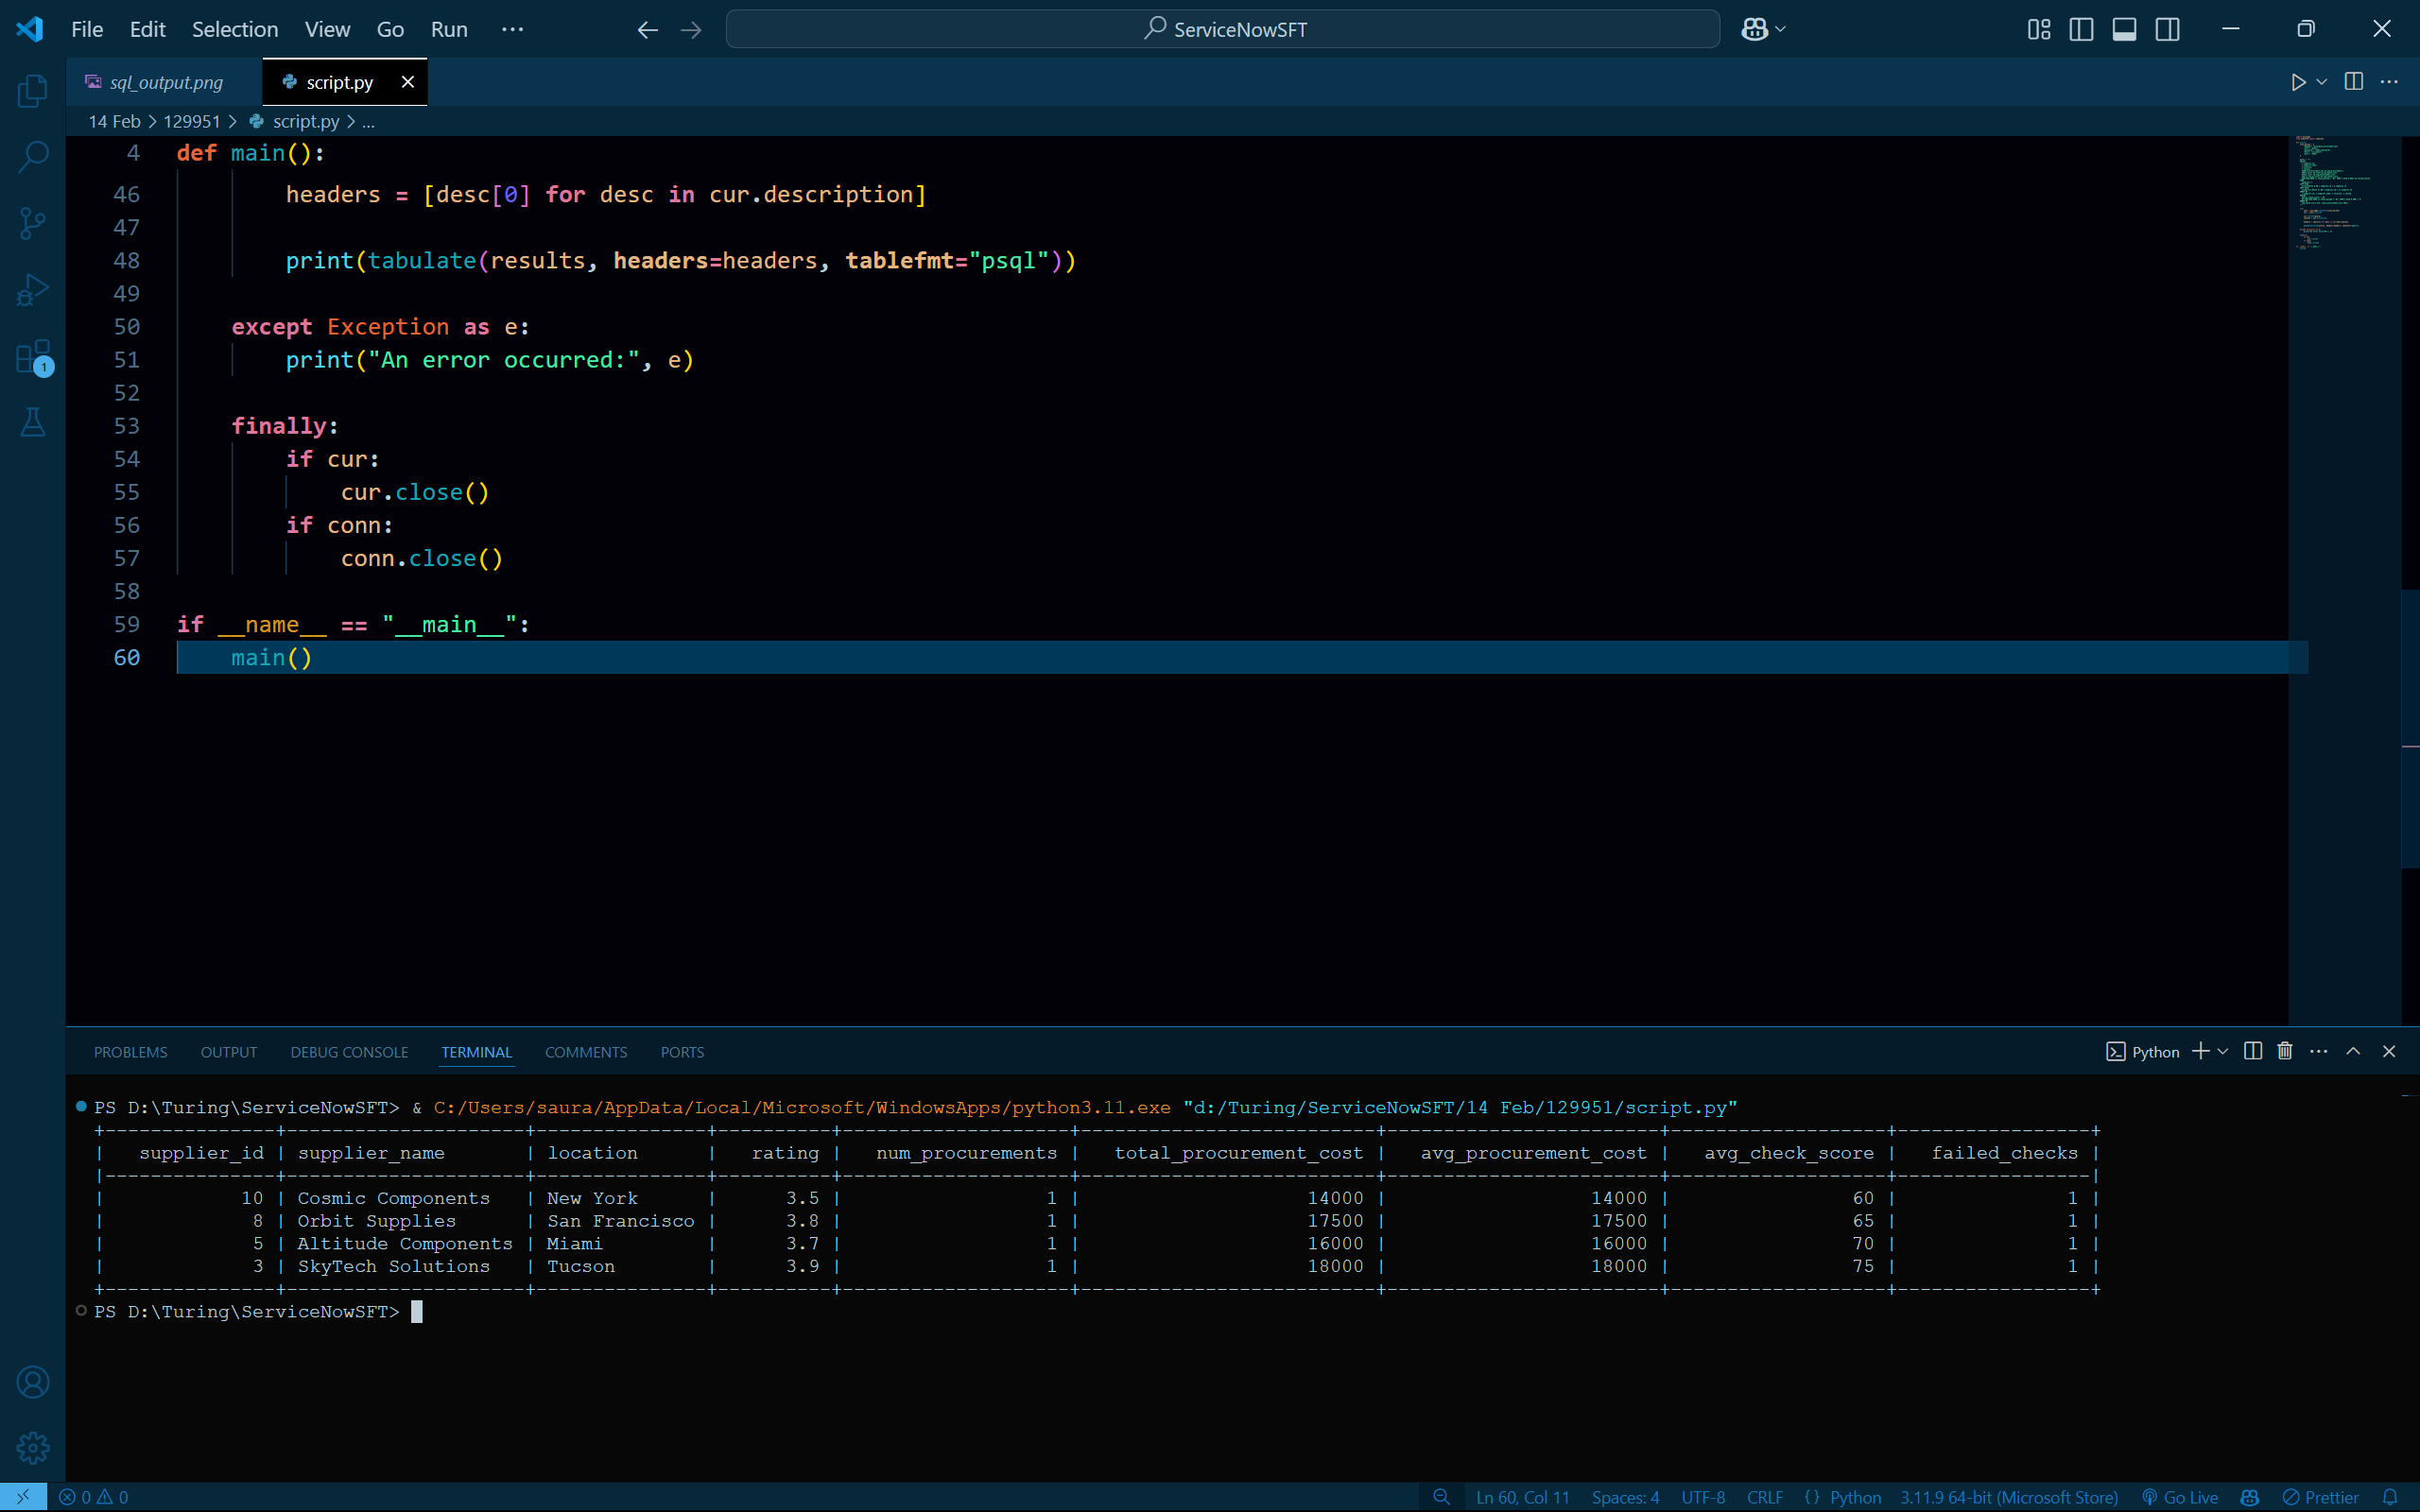 File Edit Selection View Go Run ··· ServiceNowSFT
sql_output.png script.py
14 Feb > 129951 > script.py > ...
4 def main():
46 headers = [desc[0] for desc in cur.description]
47
48 print(tabulate(results, headers=headers, tablefmt="psql"))
49
50 except Exception as e:
51 print("An error occurred:", e)
52
53 finally:
54 if cur:
55 cur.close()
56 if conn:
57 conn.close()
58
59 if __name__ == "__main__":
60 main()
1
PROBLEMS OUTPUT DEBUG CONSOLE TERMINAL COMMENTS PORTS Python
PS D:\Turing\ServiceNowSFT> & C:/Users/saura/AppData/Local/Microsoft/WindowsApps/python3.11.exe "d:/Turing/ServiceNowSFT/14 Feb/129951/script.py"
+---------------+---------------------+---------------+----------+--------------------+--------------------------+------------------------+-------------------+-----------------+
| supplier_id | supplier_name | location | rating | num_procurements | total_procurement_cost | avg_procurement_cost | avg_check_score | failed_checks |
|---------------+---------------------+---------------+----------+--------------------+--------------------------+------------------------+-------------------+-----------------|
| 10 | Cosmic Components | New York | 3.5 | 1 | 14000 | 14000 | 60 | 1 |
| 8 | Orbit Supplies | San Francisco | 3.8 | 1 | 17500 | 17500 | 65 | 1 |
| 5 | Altitude Components | Miami | 3.7 | 1 | 16000 | 16000 | 70 | 1 |
| 3 | SkyTech Solutions | Tucson | 3.9 | 1 | 18000 | 18000 | 75 | 1 |
+---------------+---------------------+---------------+----------+--------------------+--------------------------+------------------------+-------------------+-----------------+
PS D:\Turing\ServiceNowSFT>
0 0 Ln 60, Col 11 Spaces: 4 UTF-8 CRLF {} Python 3.11.9 64-bit (Microsoft Store) Go Live Prettier